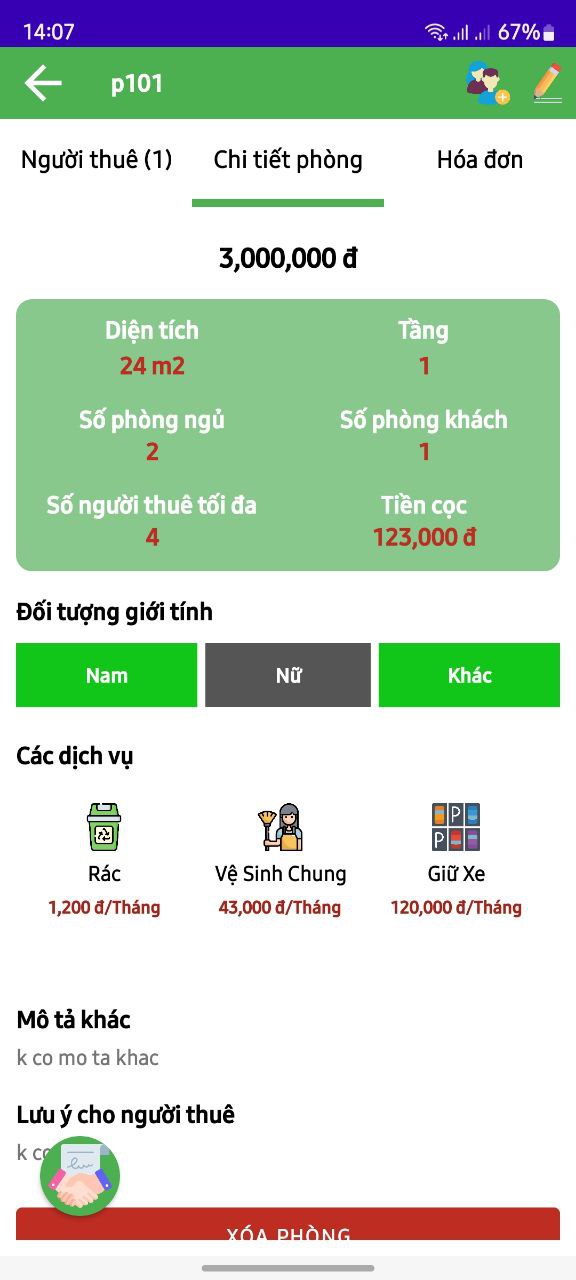 14:07
67%
p101
Người thuê (1) Chi tiết phòng Hóa đơn
3,000,000 đ
Diện tích Tầng
24 m2 1
Số phòng ngủ Số phòng khách
2 1
Số người thuê tối đa Tiền cọc
4 123,000 đ
Đối tượng giới tính
Nam Nữ Khác
Các dịch vụ
P
P
Rác Vệ Sinh Chung Giữ Xe
1,200 đ/Tháng 43,000 đ/Tháng 120,000 đ/Tháng
Mô tả khác
k co mo ta khac
Lưu ý cho người thuê
k
XÓA PHÒNG